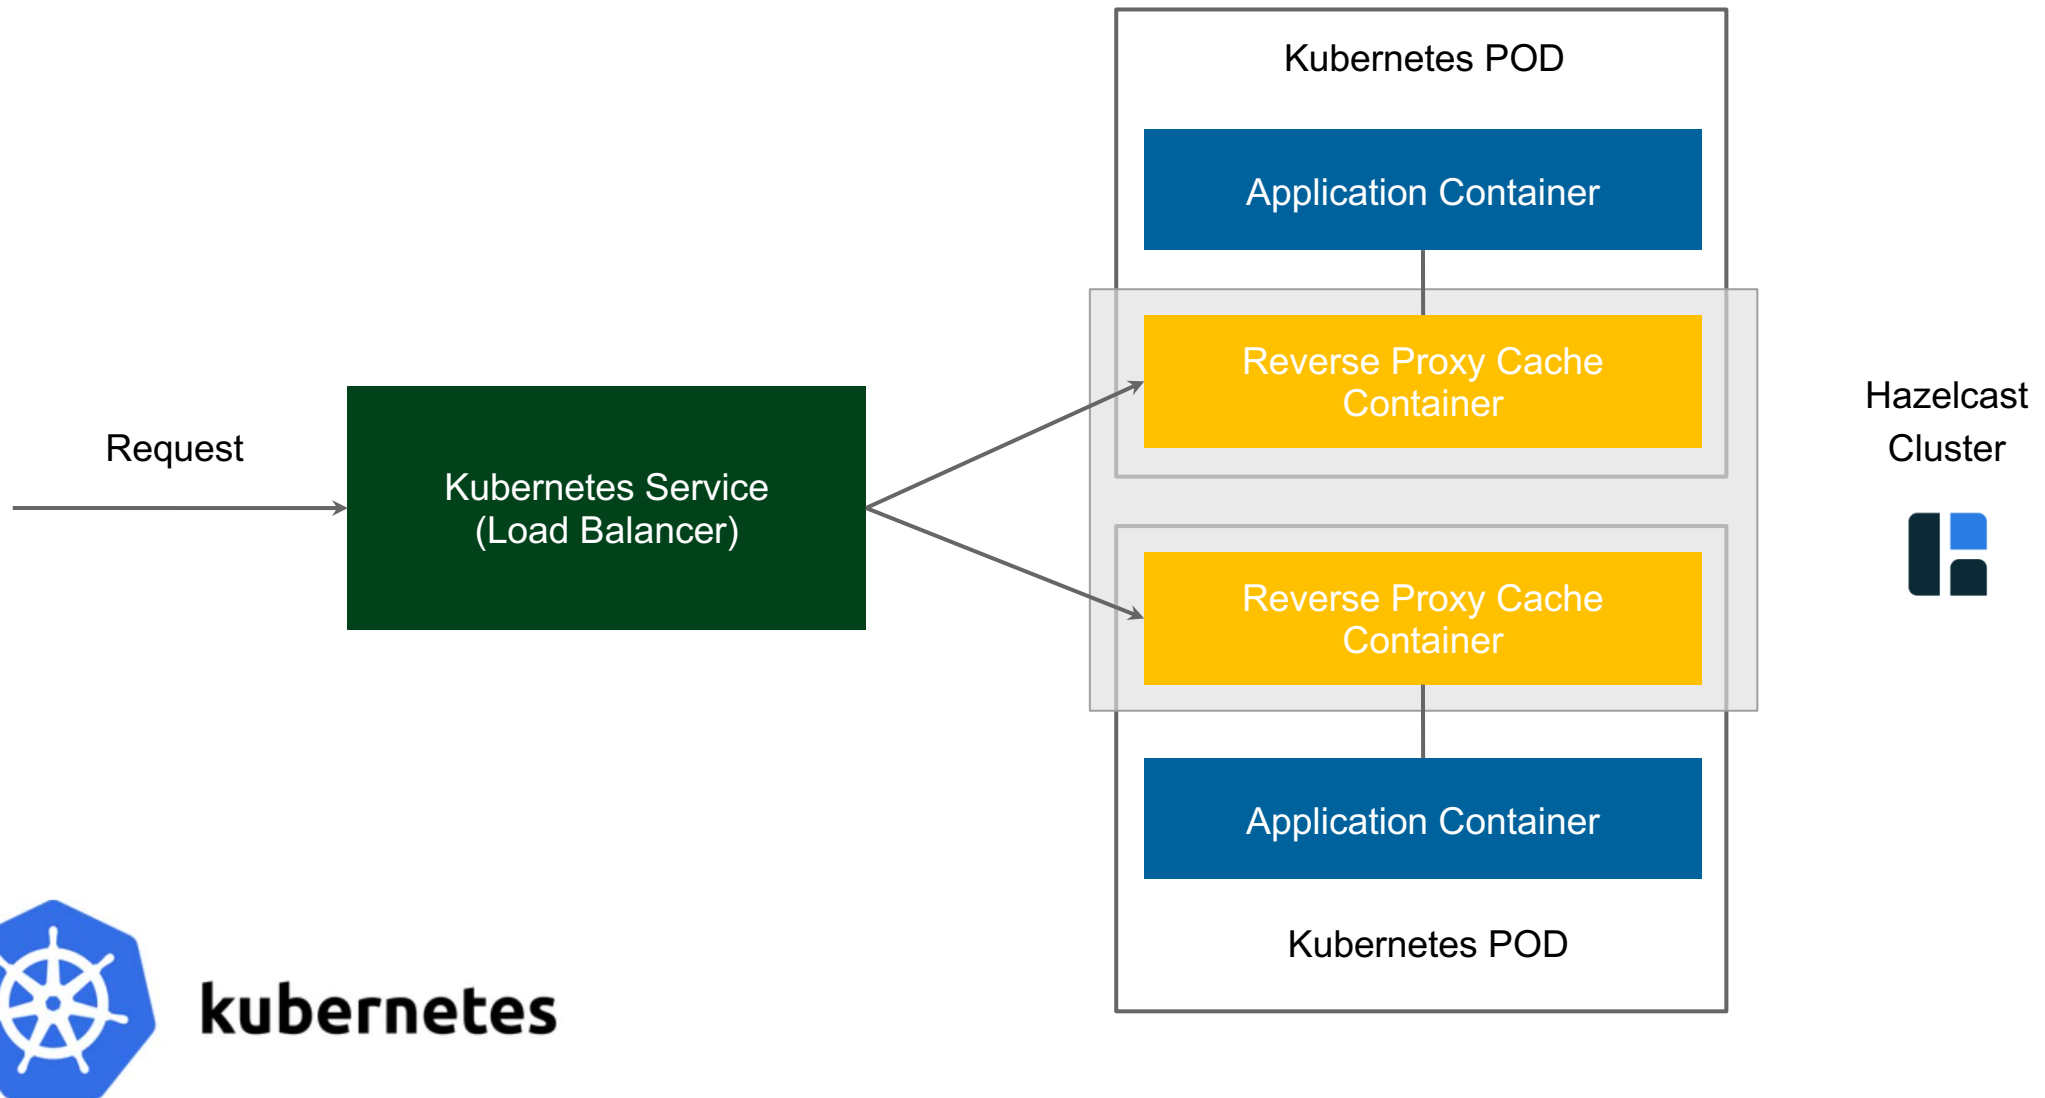 Kubernetes POD
Application Container
Reverse Proxy Cache
Container
Request
Kubernetes Service
(Load Balancer)
Hazelcast
Cluster
Reverse Proxy Cache
Container
Application Container
Kubernetes POD
kubernetes